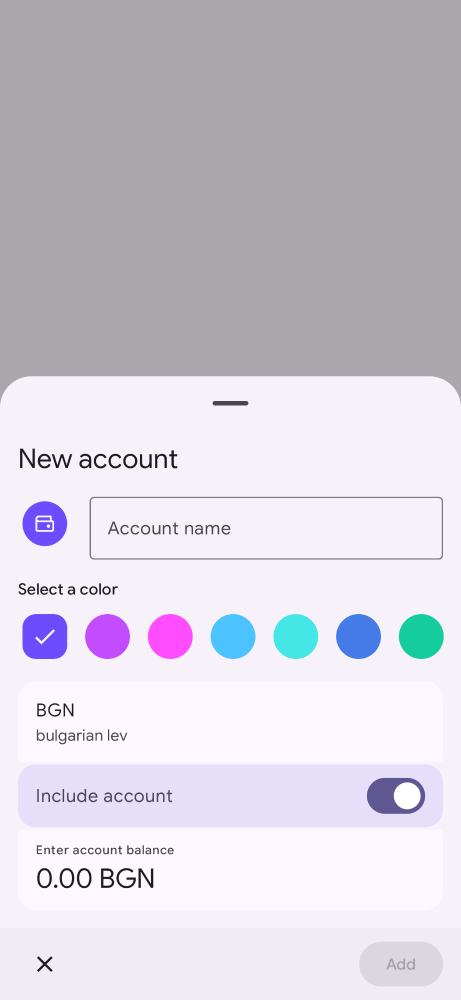 New account
Account name
Select a color
BGN
bulgarian lev
Include account
Enter account balance
0.00 BGN
Add